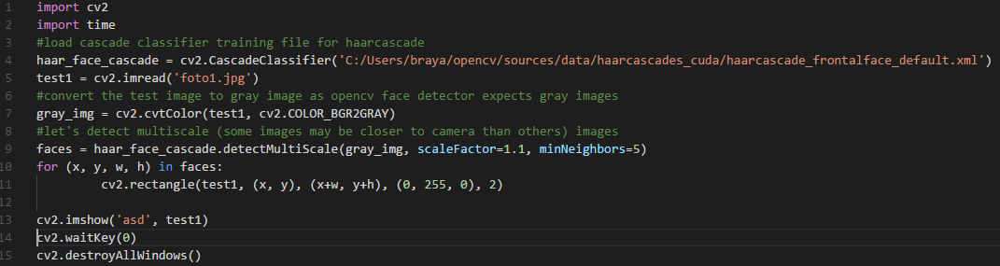 1 import cv2
2 import time
3 #load cascade classifier training file for haarcascade
4 haar_face_cascade = cv2.CascadeClassifier('C:/Users/braya/opencv/sources/data/haarcascades_cuda/haarcascade_frontalface_default.xml')
5 test1 = cv2.imread('foto1.jpg')
6 #convert the test image to gray image as opencv face detector expects gray images
7 gray_img = cv2.cvtColor(test1, cv2.COLOR_BGR2GRAY)
8 #let's detect multiscale (some images may be closer to camera than others) images
9 faces = haar_face_cascade.detectMultiScale(gray_img, scaleFactor=1.1, minNeighbors=5)
10 for (x, y, w, h) in faces:
11         cv2.rectangle(test1, (x, y), (x+w, y+h), (0, 255, 0), 2)
12
13 cv2.imshow('asd', test1)
14 cv2.waitKey(0)
15 cv2.destroyAllWindows()